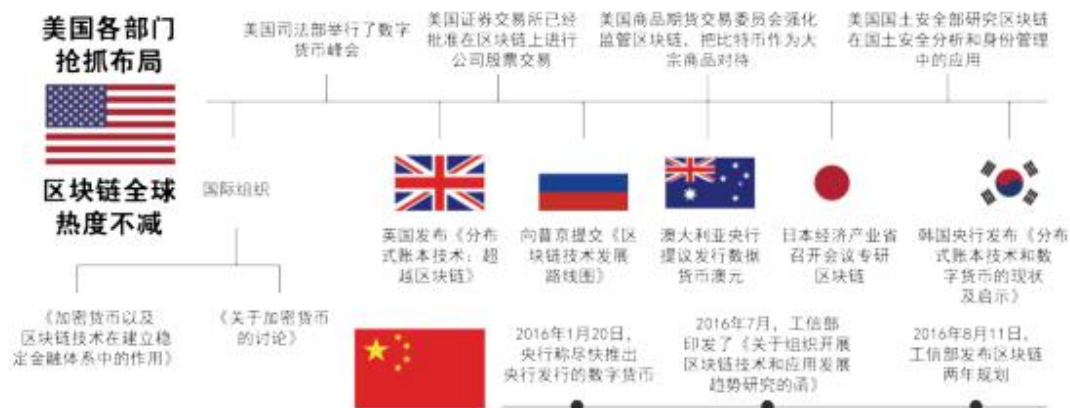 美国各部门
抢抓布局
美国司法部举行了数字
货币峰会
美国证券交易所已经
批准在区块链上进行
公司股票交易
美国商品期货交易委员会强化
监管区块链，把比特币作为大
宗商品对待
美国国土安全部研究区块链
在国土安全分析和身份管理
中的应用
区块链全球
热度不减
国际组织
英国发布《分布
式账本技术：超
越区块链》
向普京提交《区
块链技术发展
路线图》
澳大利亚央行
提议发行数据
货币澳元
日本经济产业省
召开会议专研
区块链
韩国央行发布《分布
式账本技术和数
字货币的现状
及启示》
《加密货币以及
区块链技术在建立稳
定金融体系中的作用》
《关于加密货币
的讨论》
2016年1月20日，
央行称尽快推出
央行发行的数字货币
2016年7月，工信部
印发了《关于组织开展
区块链技术和应用发展
趋势研究的函》
2016年8月11日，
工信部发布区块链
两年规划